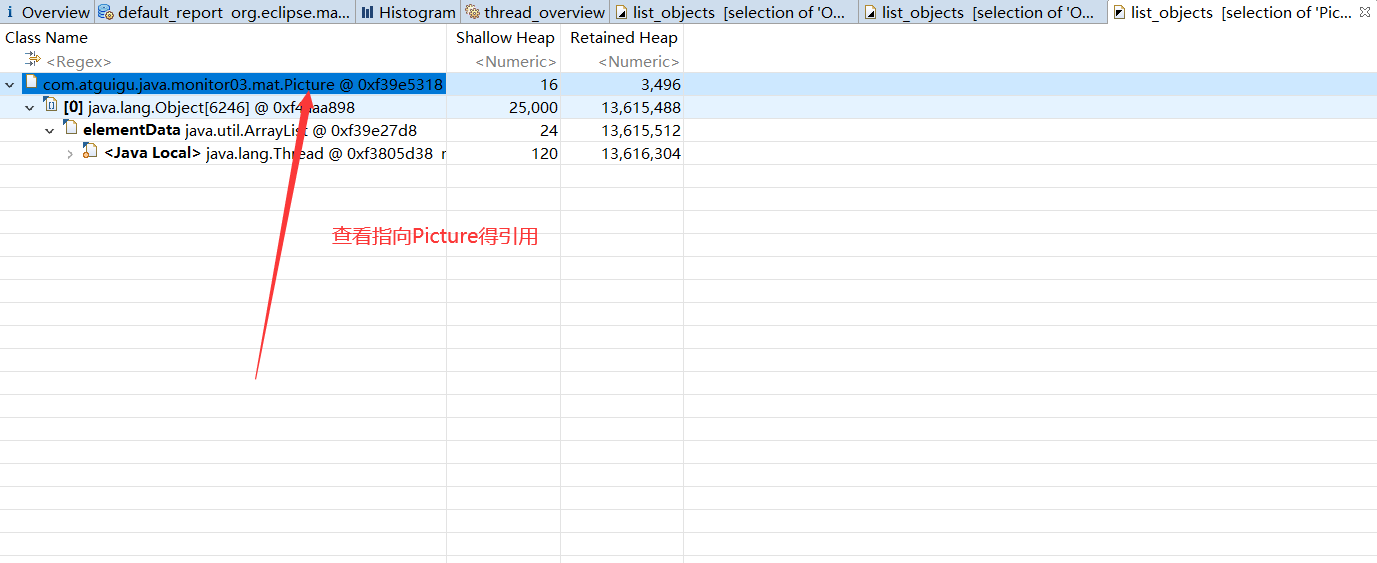 Overview default_report org.eclipse.ma... Histogram thread_overview list_objects [selection of 'O... list_objects [selection of 'O... list_objects [selection of 'Pic...
Class Name Shallow Heap Retained Heap
<Regex> <Numeric> <Numeric>
com.atguigu.java.monitor03.mat.Picture @ 0xf39e5318 16 3,496
[0] java.lang.Object[6246] @ 25,000 13,615,488
elementData java.util.ArrayList @ 0xf39e27d8 24 13,615,512
<Java Local> java.lang.Thread @ 0xf3805d38 120 13,616,304
查看指向Picture得引用